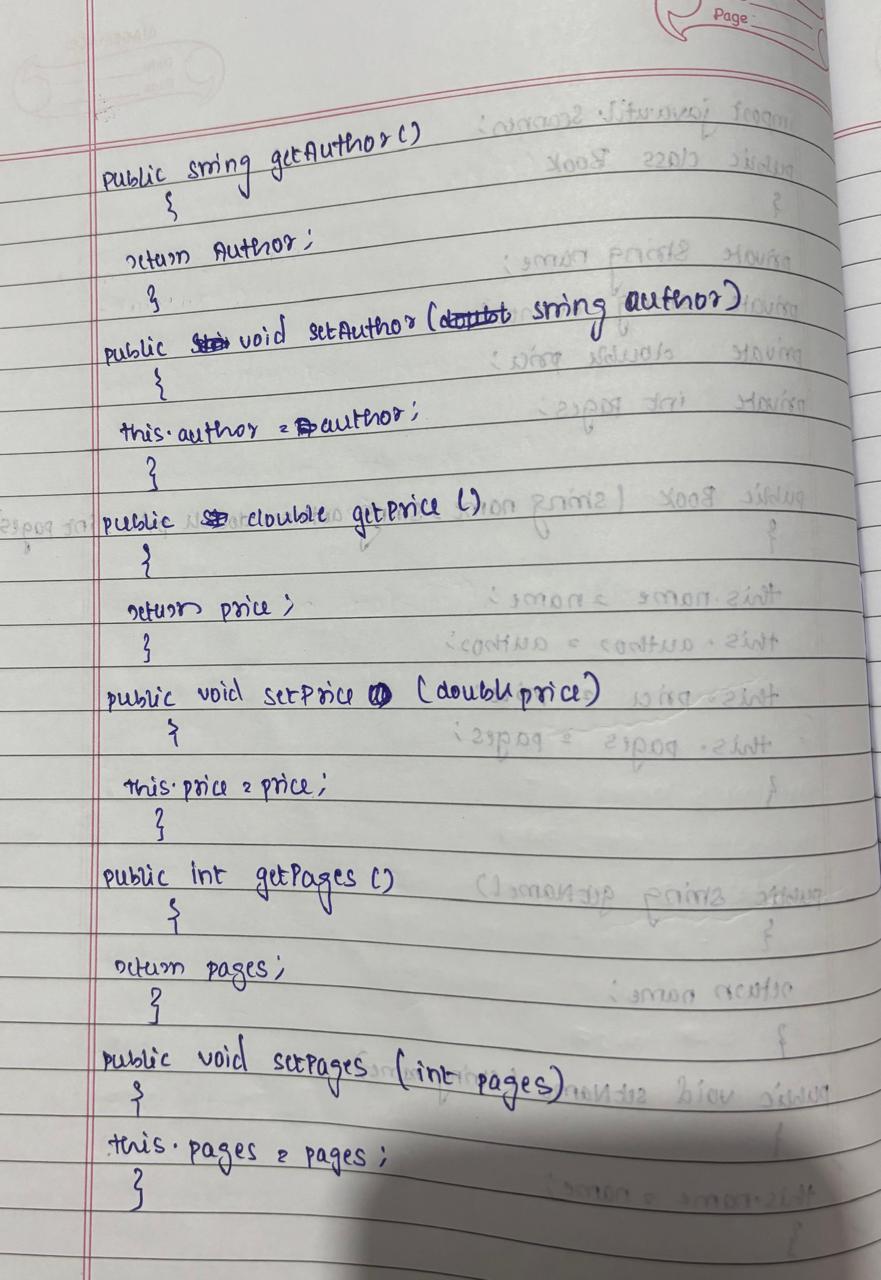 Page
public string getAuthor()
{
return Author;
}
public void setAuthor (string author)
{
this.author = author;
}
public double getPrice ()
{
return price;
}
public void setPrice (double price)
{
this.price = price;
}
public int getPages ()
{
return pages;
}
public void setPages (int pages)
{
this.pages = pages;
}